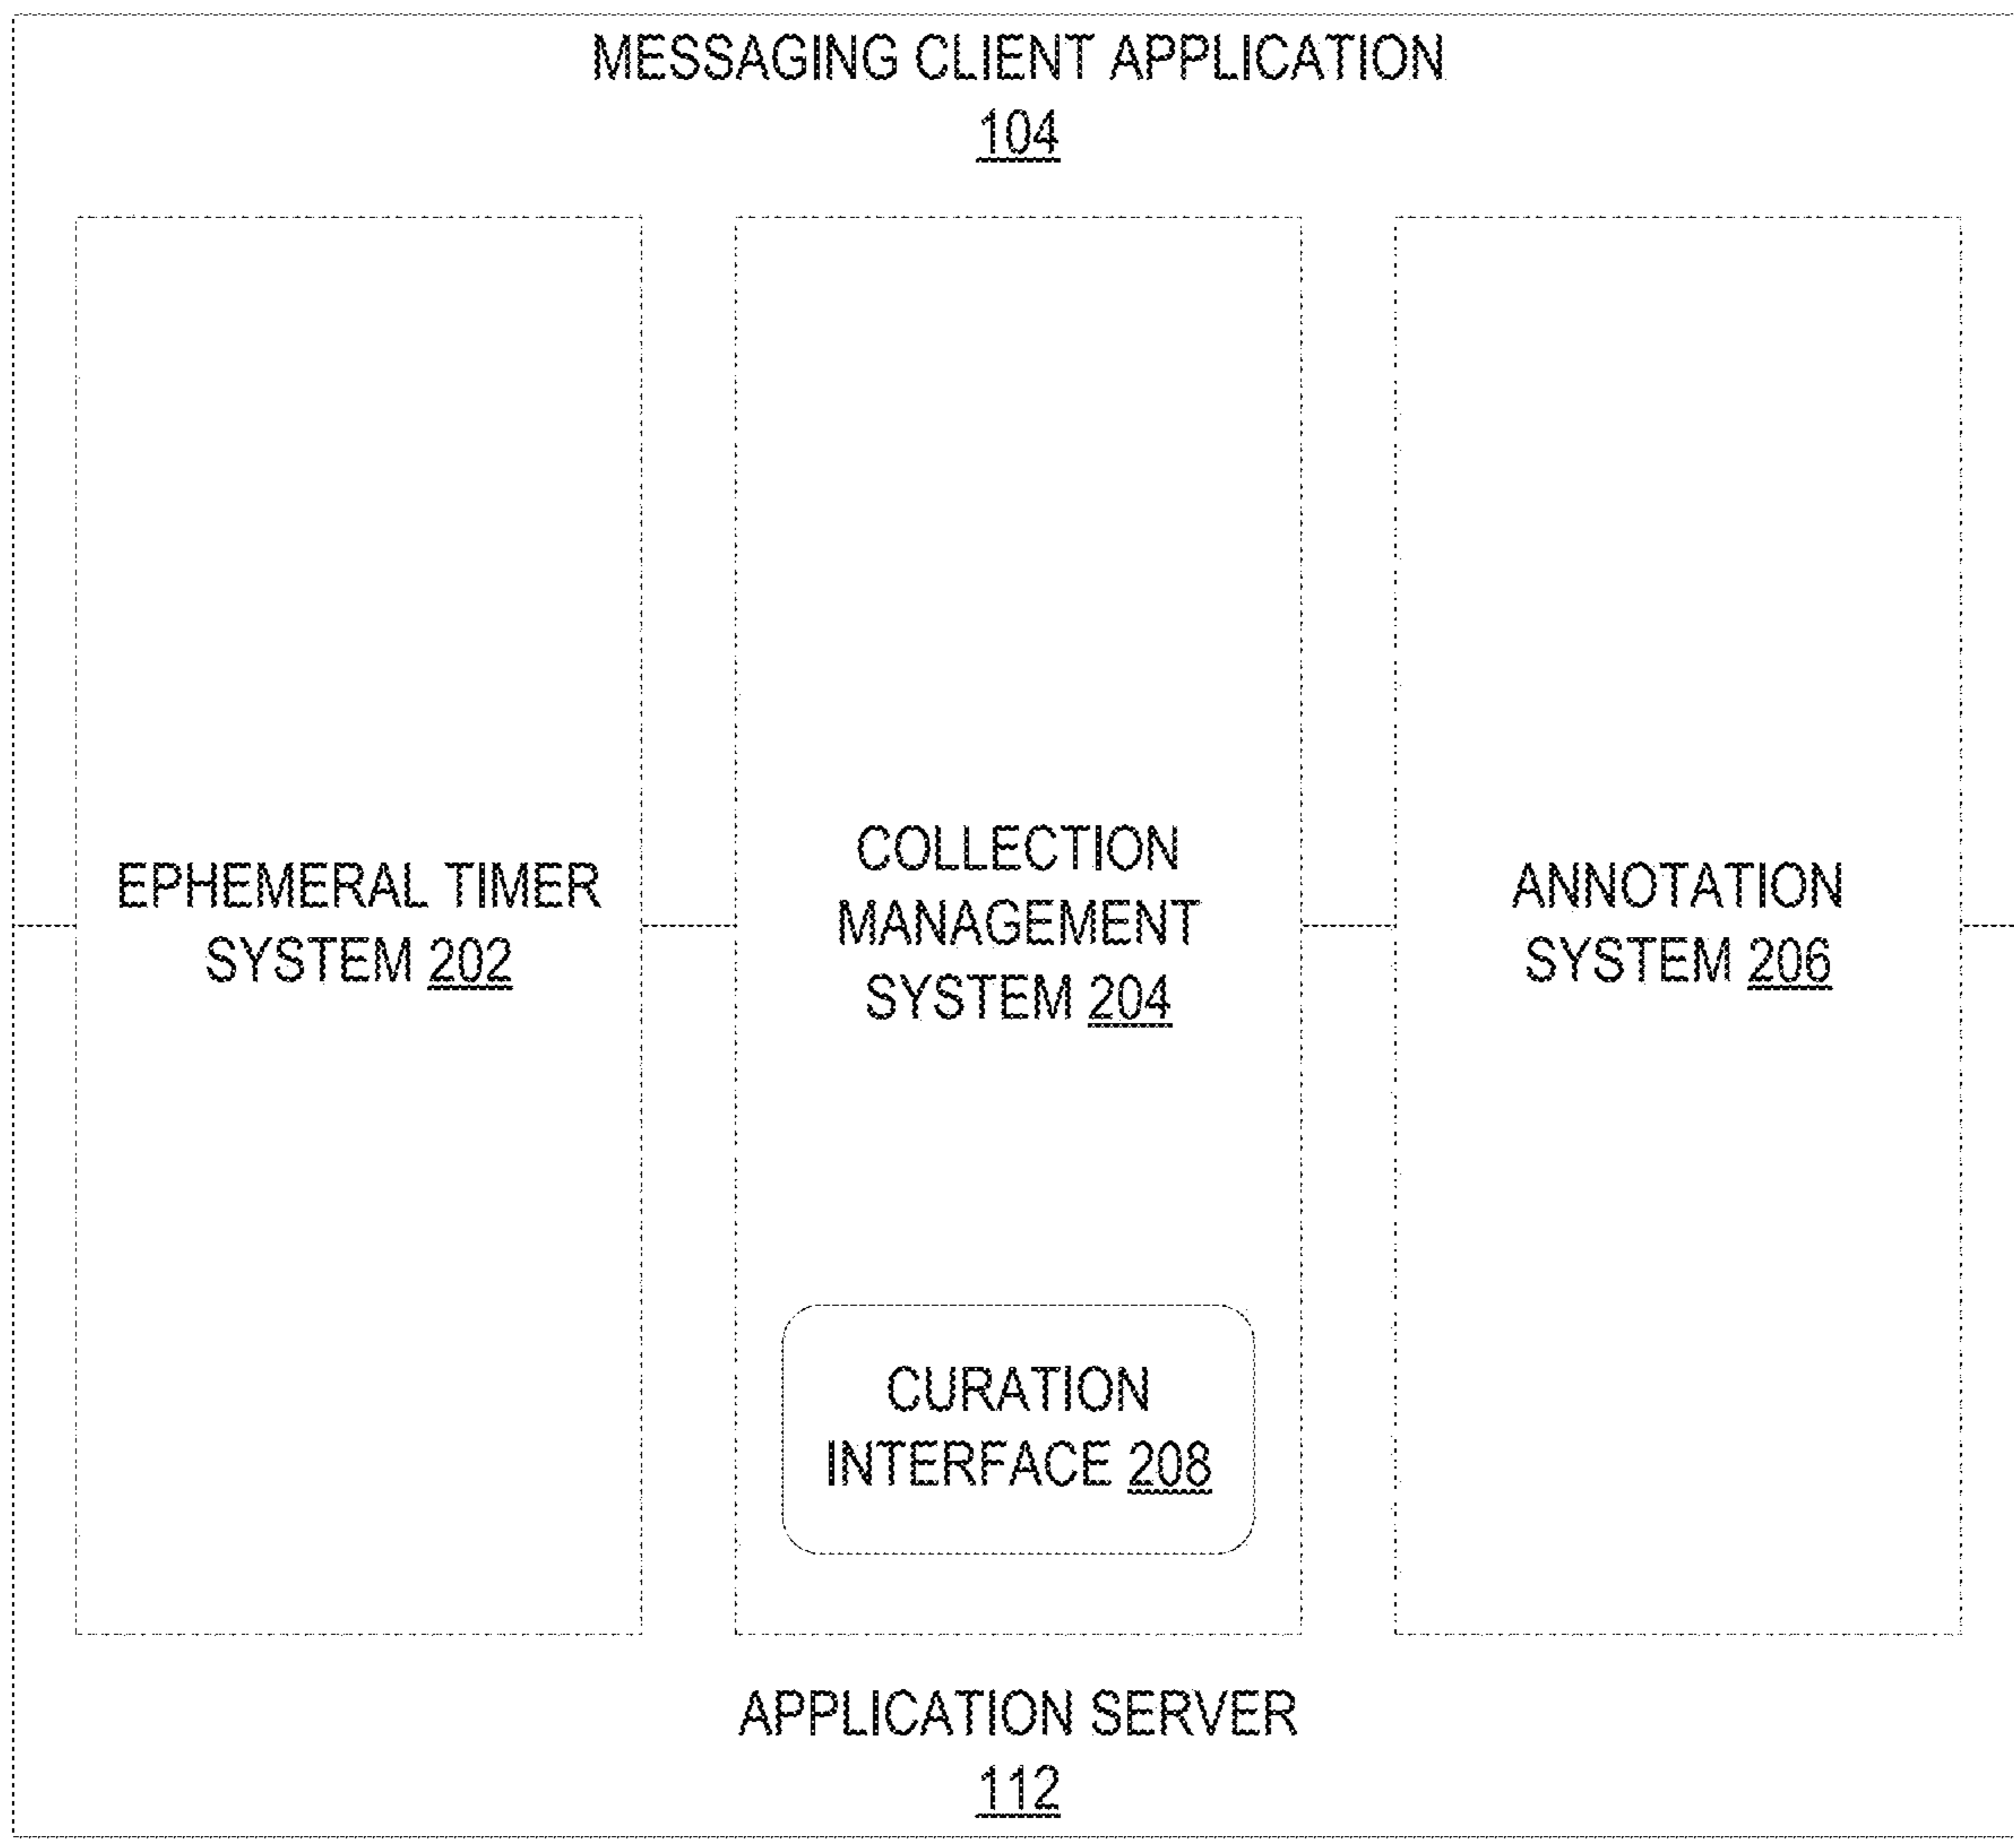 MESSAGING CLIENT APPLICATION
104
EPHEMERAL TIMER
SYSTEM 202
COLLECTION
MANAGEMENT
SYSTEM 204
CURATION
INTERFACE 208
ANNOTATION
SYSTEM 206
APPLICATION SERVER
112